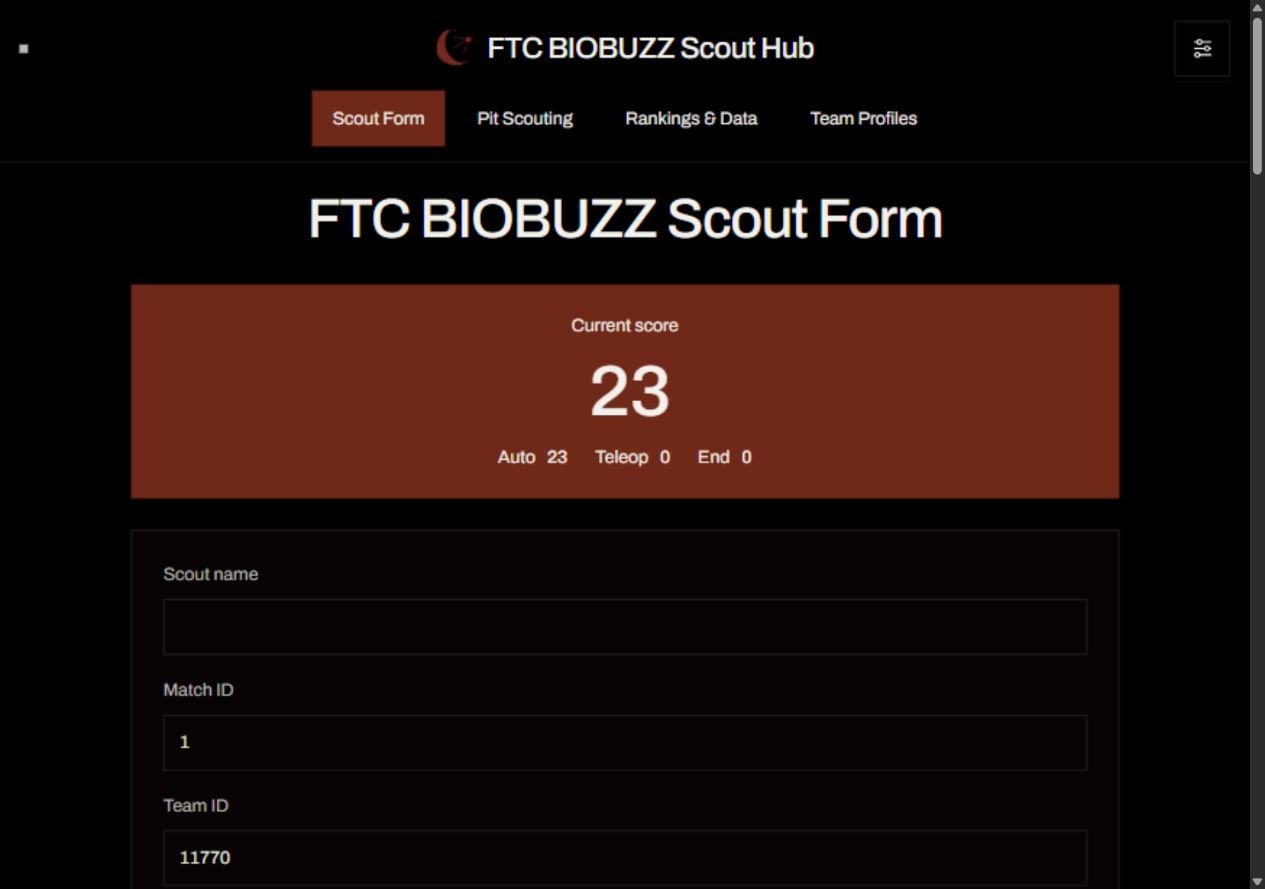 FTC BIOBUZZ Scout Hub
Scout Form Pit Scouting Rankings & Data Team Profiles
FTC BIOBUZZ Scout Form
Current score
23
Auto 23 Teleop 0 End 0
Scout name
Match ID
1
Team ID
11770